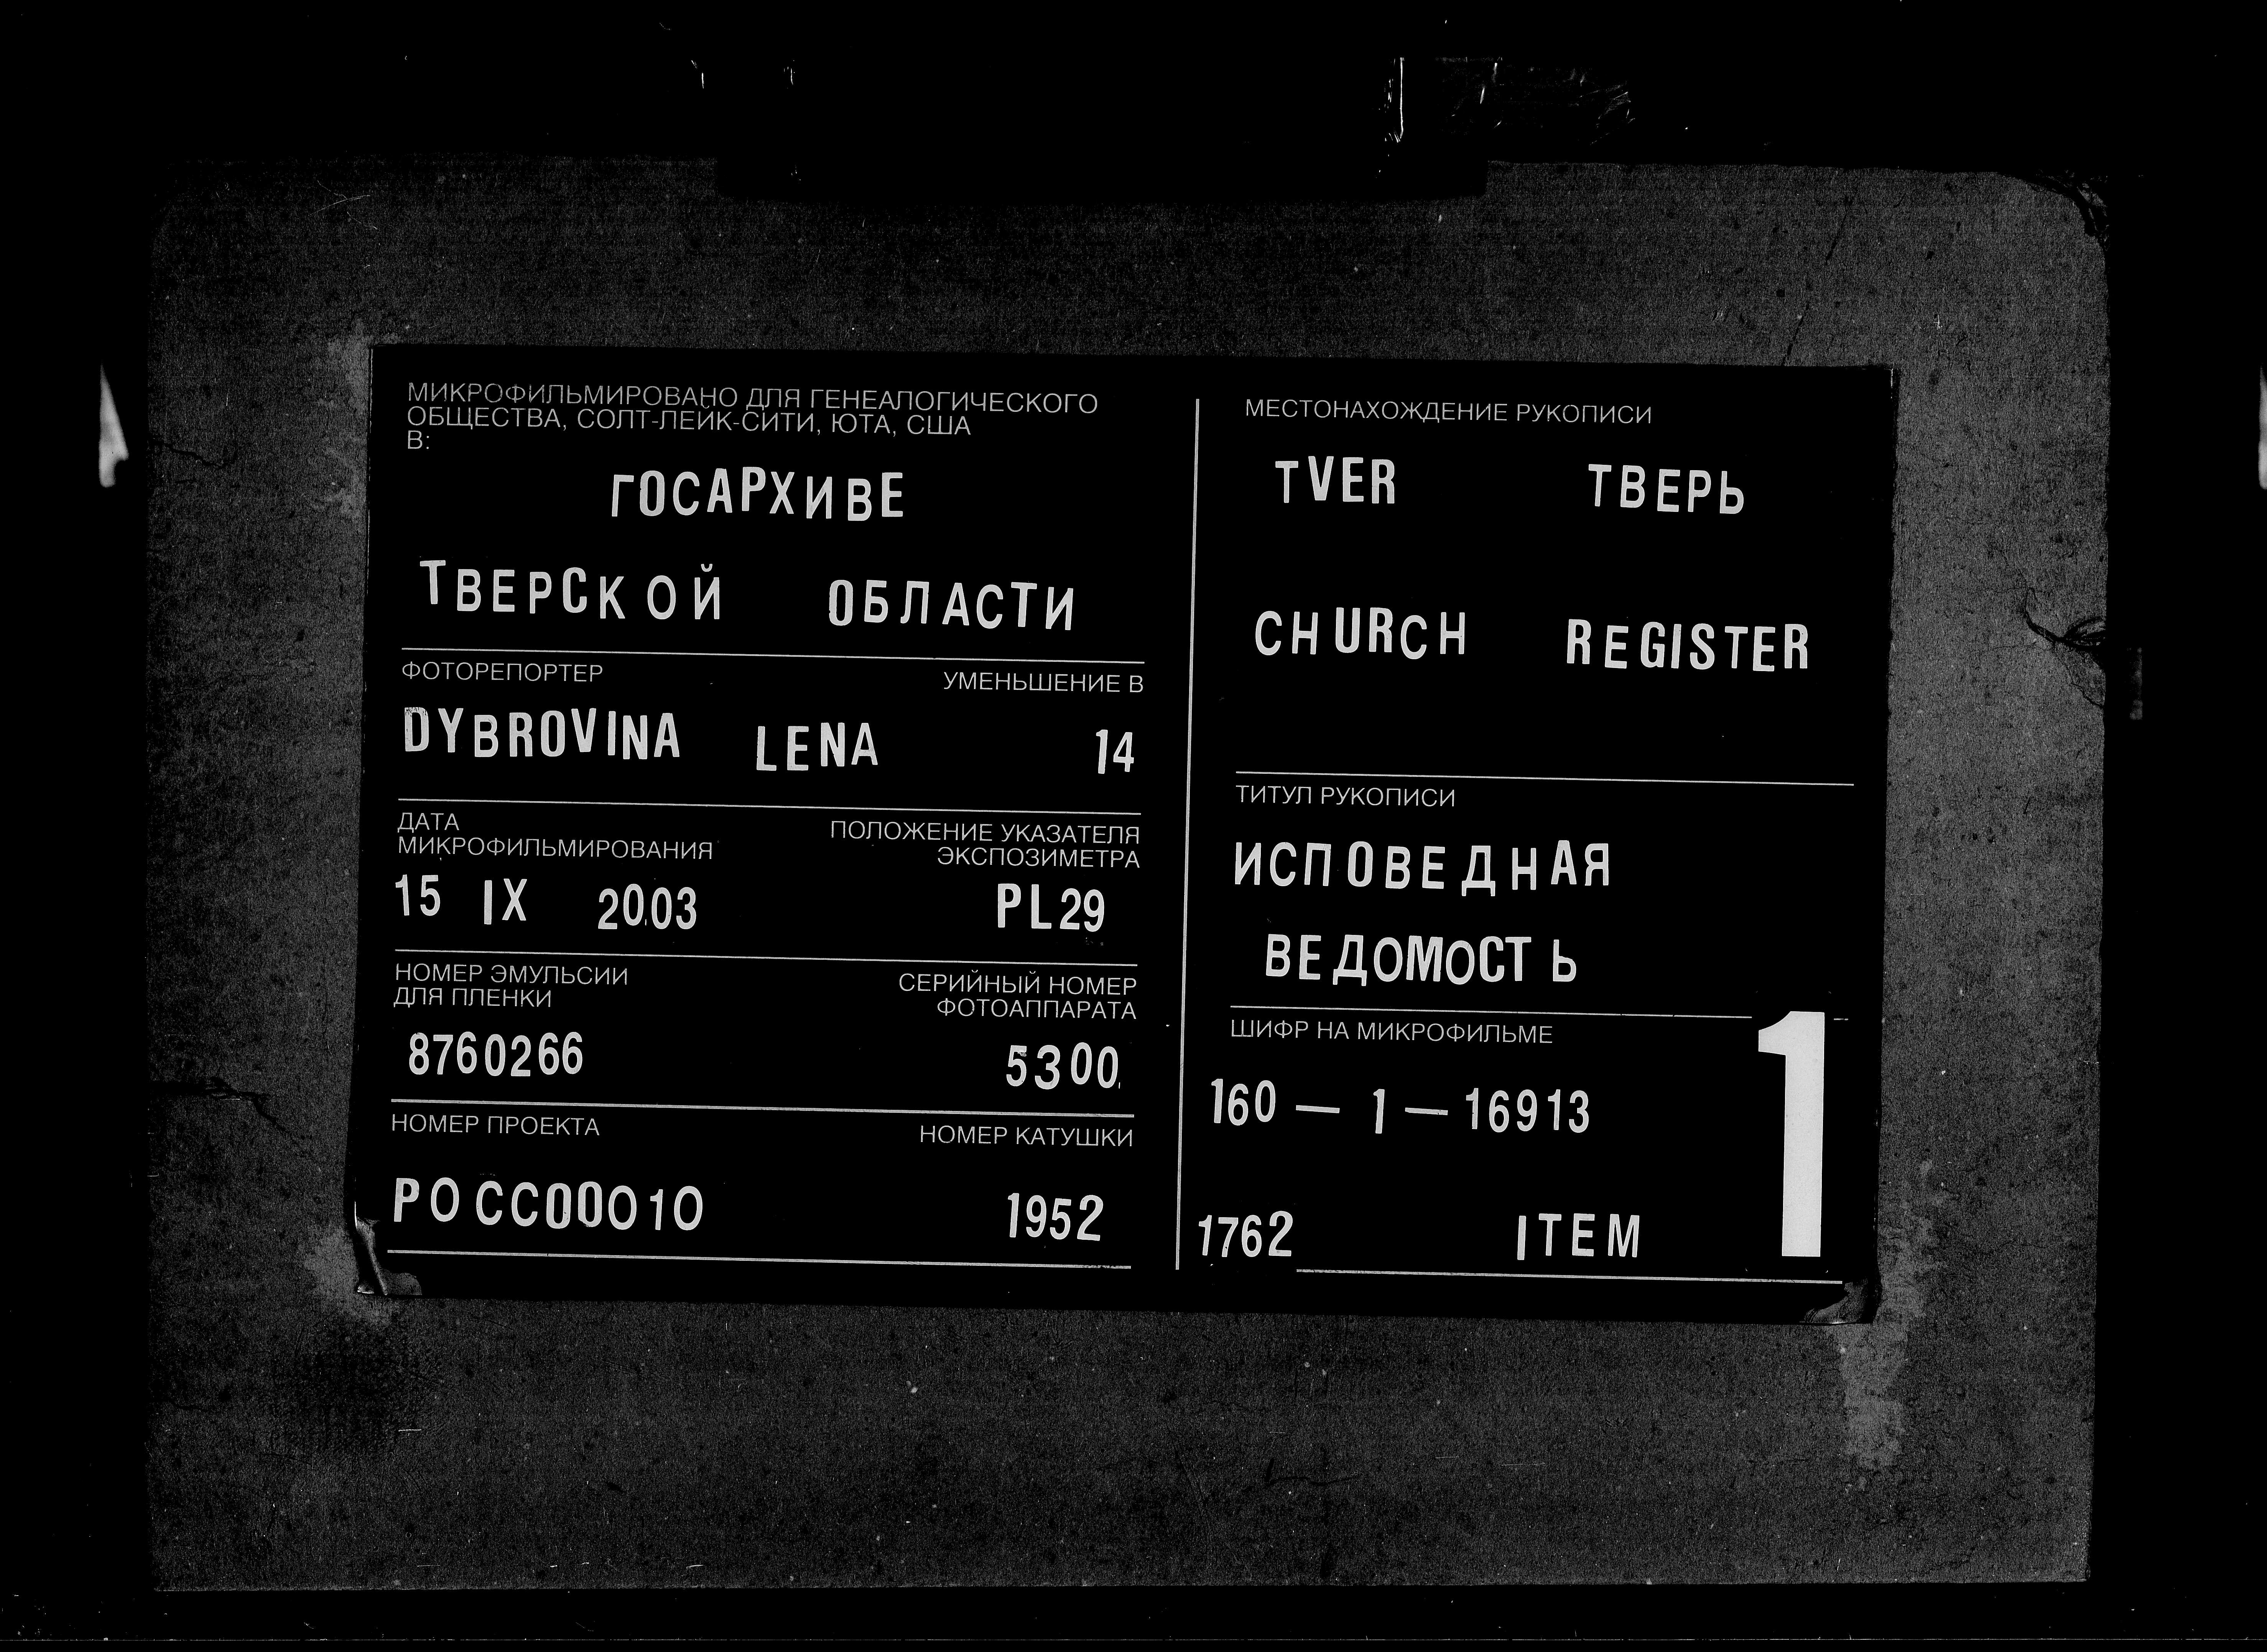 МИКРОФИЛЬМИРОВАНО ДЛЯ ГЕНЕАЛОГИЧЕСКОГО
ОБЩЕСТВА, СОЛТ-ЛЕЙК-СИТИ, ЮТА, США
В:
ГОСАРХИВЕ
ТВЕРСКОЙ ОБЛАСТИ
ФОТОРЕПОРТЕР УМЕНЬШЕНИЕ В
DYBROVINA LENA 14
ДАТА
МИКРОФИЛЬМИРОВАНИЯ
ПОЛОЖЕНИЕ УКАЗАТЕЛЯ
ЭКСПОЗИМЕТРА
15 IX 2003 PL29
НОМЕР ЭМУЛЬСИИ
ДЛЯ ПЛЕНКИ
СЕРИЙНЫЙ НОМЕР
ФОТОАППАРАТА
8760266 5300
НОМЕР ПРОЕКТА НОМЕР КАТУШКИ
РОСС00010 1952
МЕСТОНАХОЖДЕНИЕ РУКОПИСИ
TVER ТВЕРЬ
CHURCH REGISTER
ТИТУЛ РУКОПИСИ
ИСПОВЕДНАЯ
ВЕДОМОСТЬ
ШИФР НА МИКРОФИЛЬМЕ
160 — 1 — 16913
1762 ITEM 1